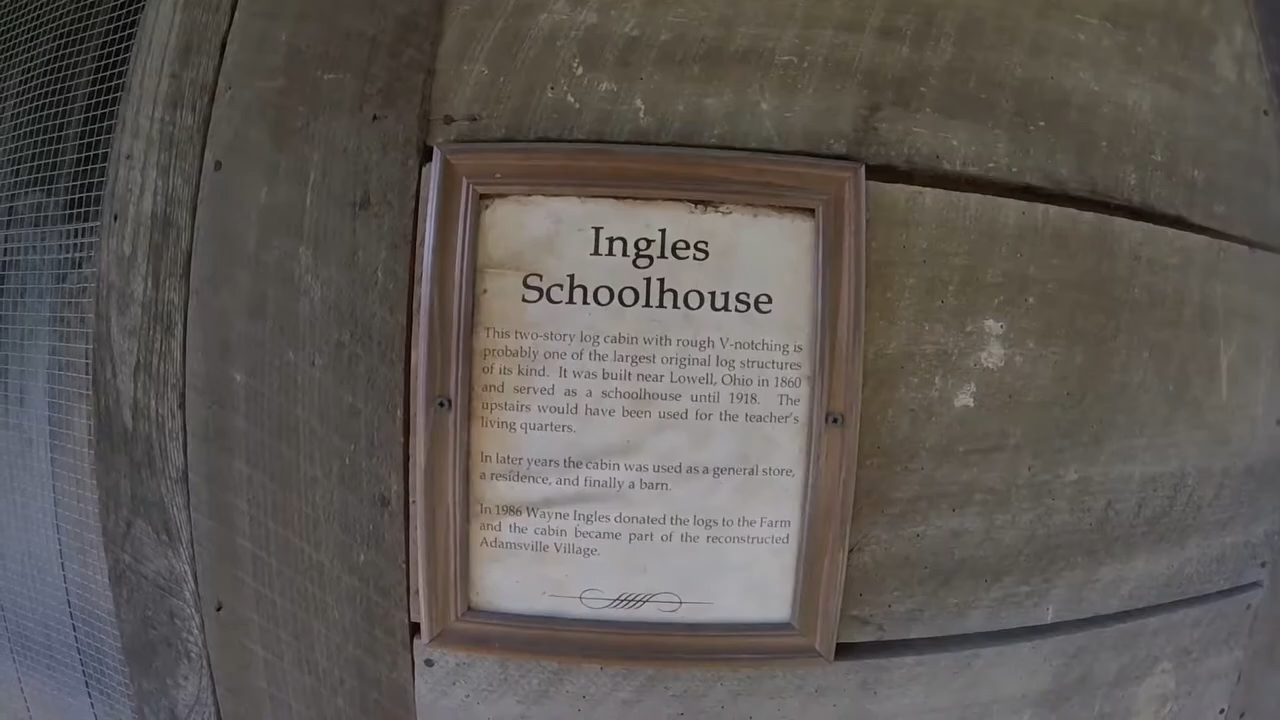 Ingles
Schoolhouse
This two-story log cabin with rough V-notching is
probably one of the largest original log structures
of its kind. It was built near Lowell, Ohio in 1860
and served as a schoolhouse until 1918. The
upstairs would have been used for the teacher's
living quarters.
In later years the cabin was used as a general store,
a residence, and finally a barn.
In 1986 Wayne Ingles donated the logs to the Farm
and the cabin became part of the reconstructed
Adamsville Village.